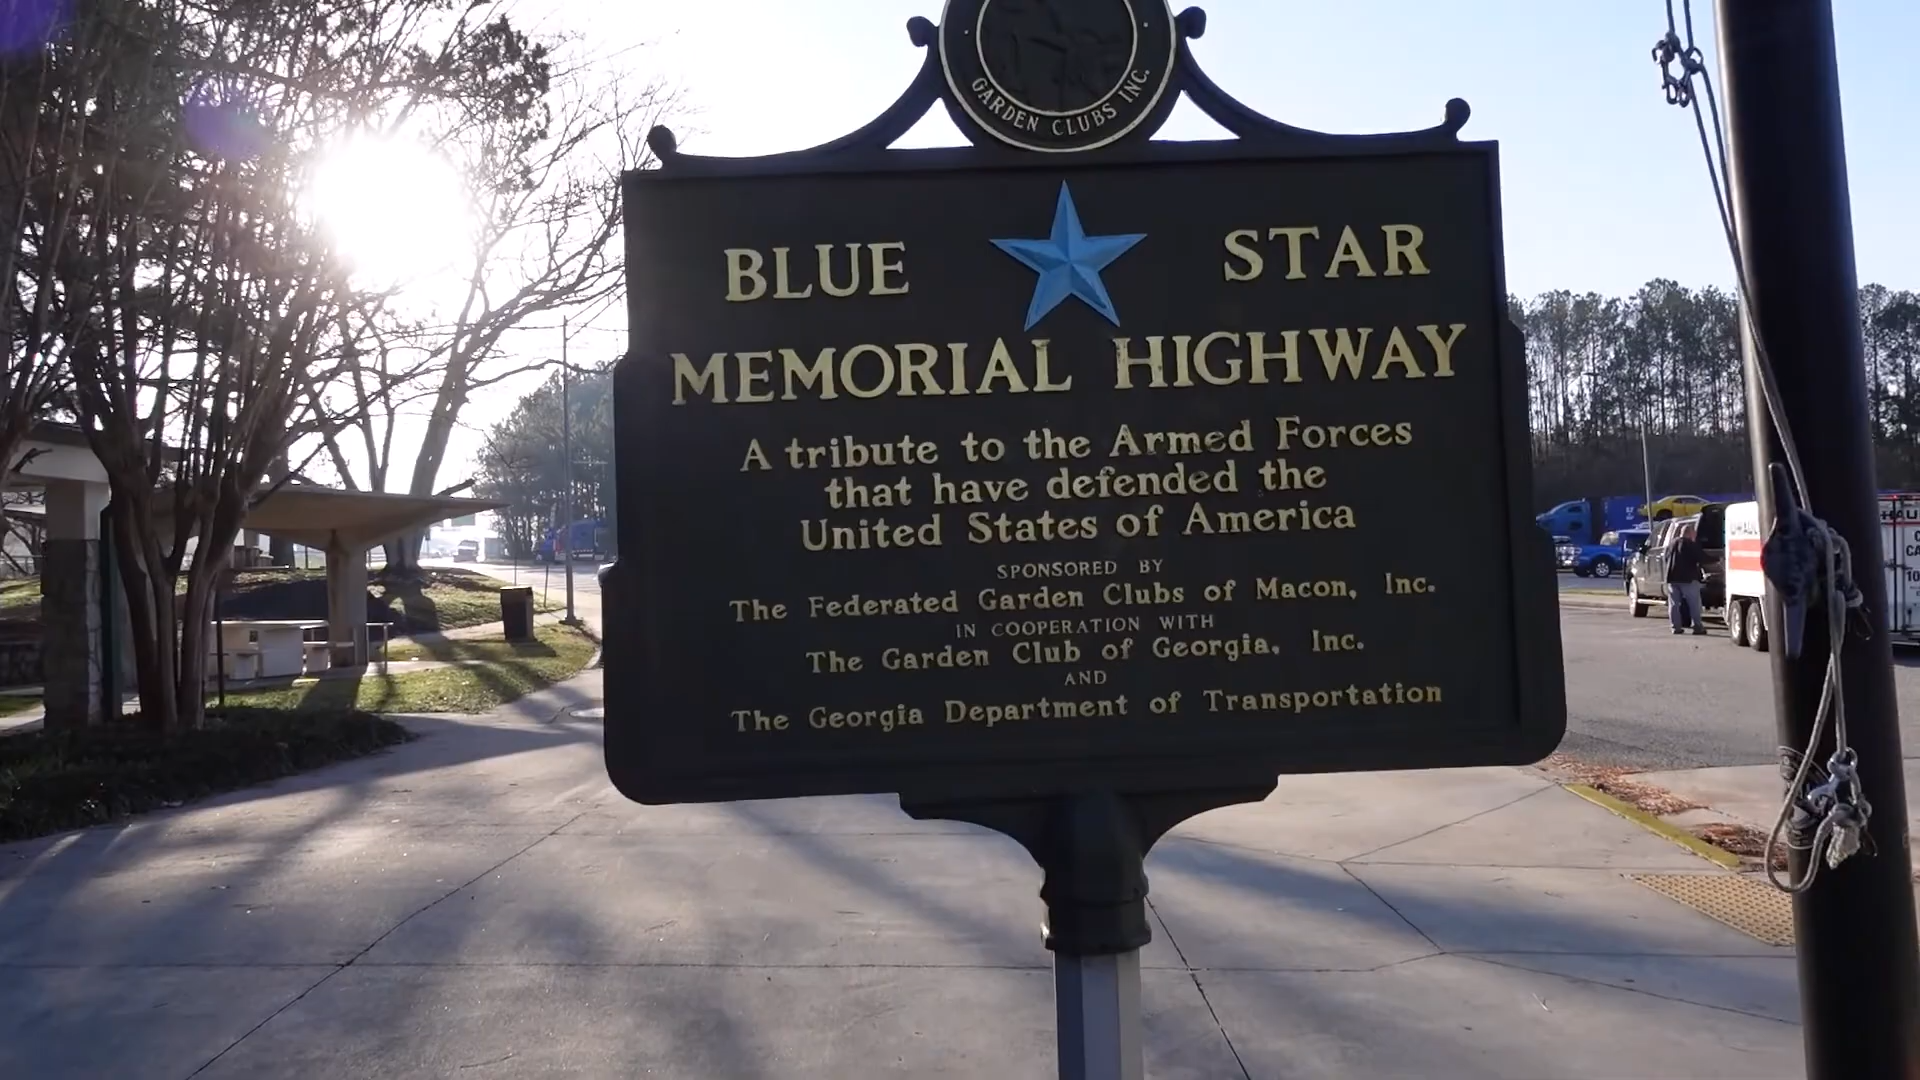 GARDEN CLUBS INC.
BLUE STAR
MEMORIAL HIGHWAY
A tribute to the Armed Forces
that have defended the
United States of America
SPONSORED BY
The Federated Garden Clubs of Macon, Inc.
IN COOPERATION WITH
The Garden Club of Georgia, Inc.
AND
The Georgia Department of Transportation